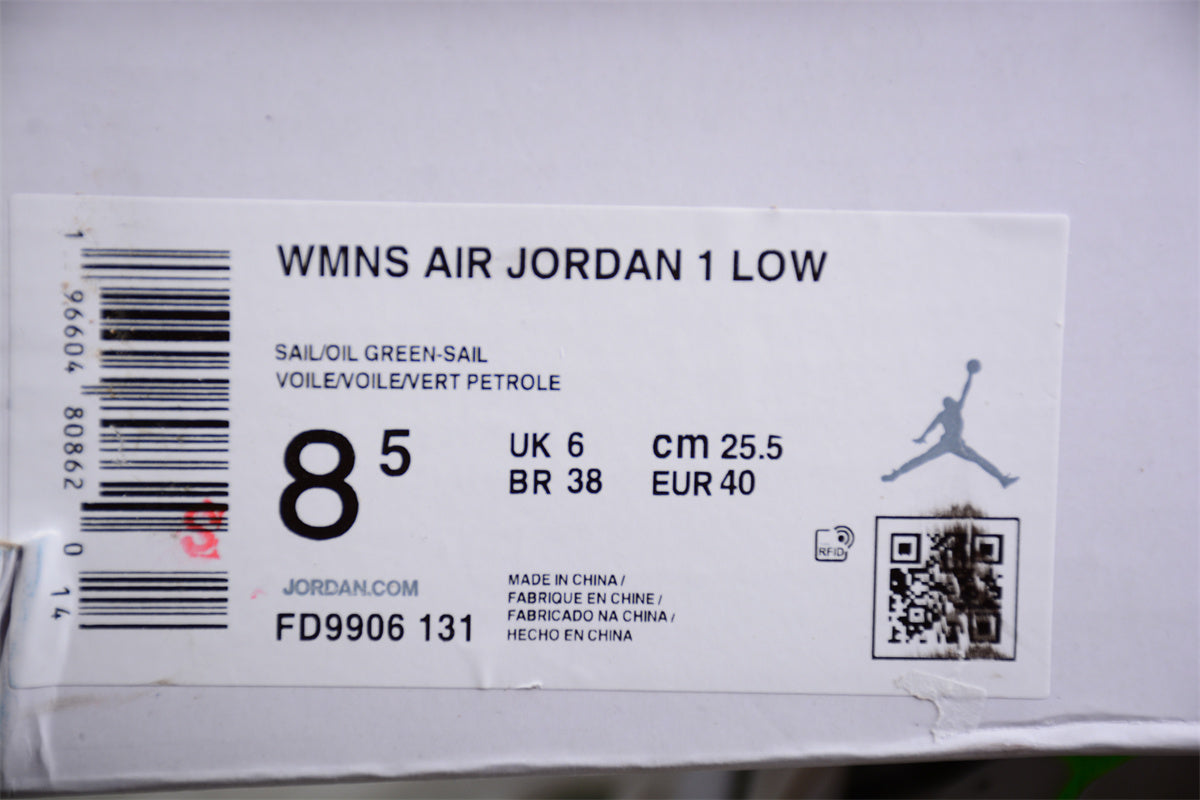 WMNS AIR JORDAN 1 LOW
SAIL/OIL GREEN-SAIL
VOILE/VOILE/VERT PETROLE
8 5
UK 6
cm 25.5
BR 38
EUR 40
RFID
JORDAN.COM
FD9906 131
MADE IN CHINA /
FABRIQUE EN CHINE /
FABRICADO NA CHINA /
HECHO EN CHINA
1 96604 80862 0 14